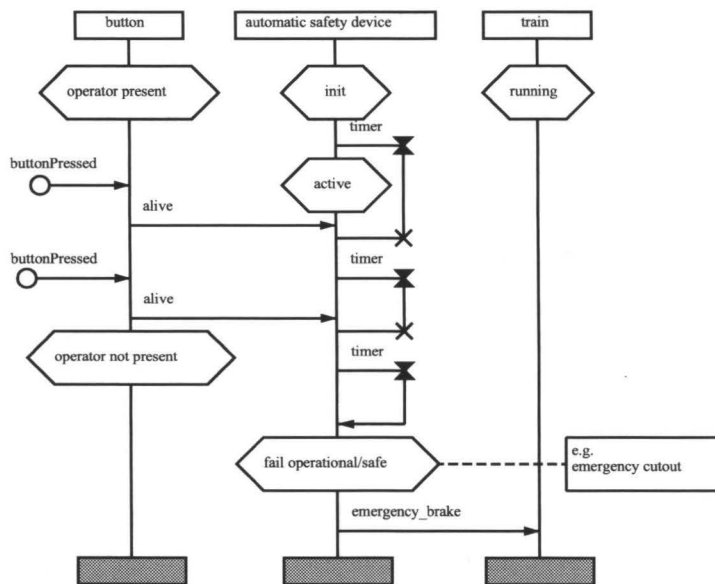 button
automatic safety device
train
operator present
init
running
timer
buttonPressed
active
alive
buttonPressed
timer
alive
operator not present
timer
fail operational/safe
e.g.
emergency cutout
emergency_brake